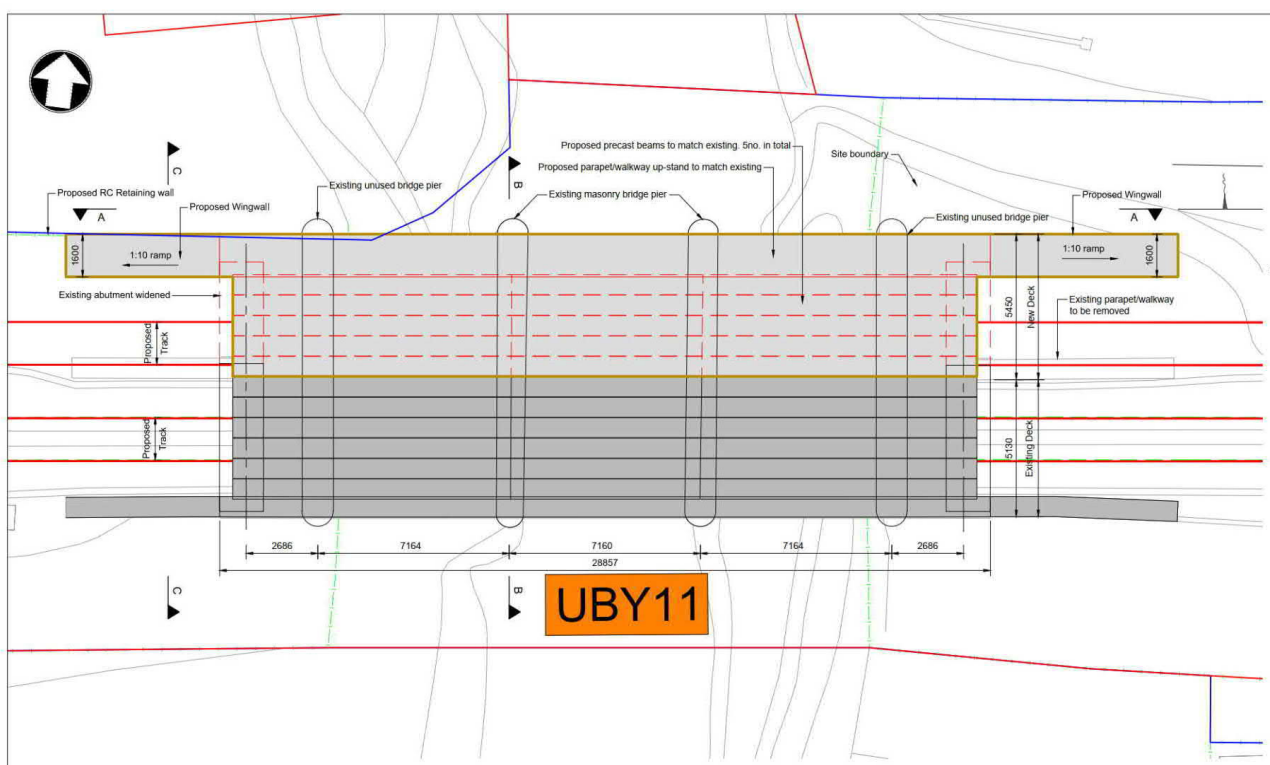 C
Proposed precast beams to match existing. 5no. in total
Proposed parapet/walkway up-stand to match existing
Site boundary
Existing unused bridge pier
B
Existing masonry bridge pier
Proposed RC Retaining wall
Proposed Wingwall
A
Existing unused bridge pier
Proposed Wingwall
A
1600
1:10 ramp
1:10 ramp
1600
Existing abutment widened
5450
New Deck
Existing parapet/walkway
to be removed
Proposed
Track
Proposed
Track
5130
Existing Deck
2686
7164
7160
7164
2686
28857
C
B
UBY11